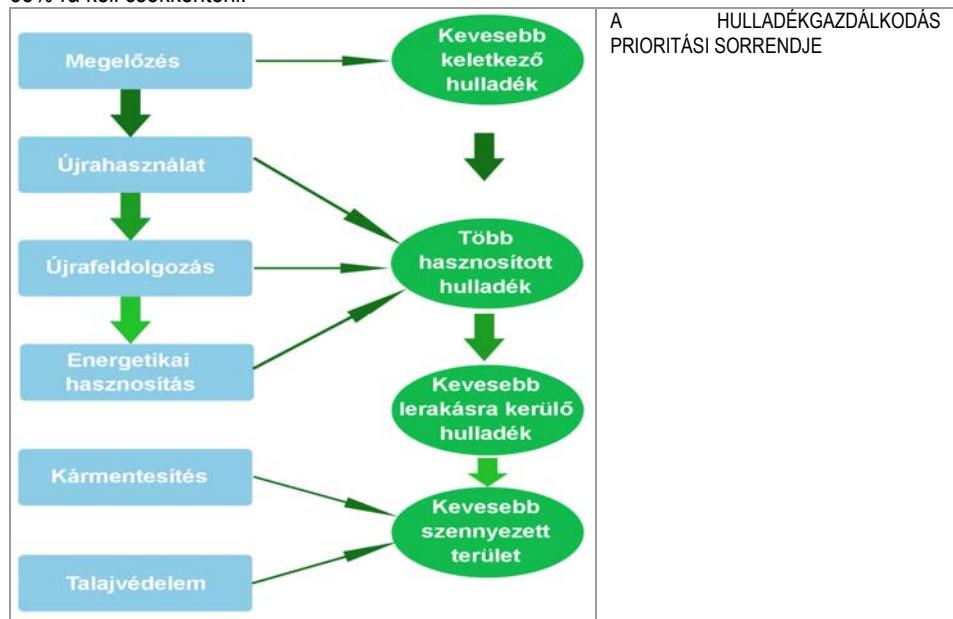 A HULLADÉKGAZDÁLKODÁS
PRIORITÁSI SORRENDJE
Megelőzés
Kevesebb
keletkező
hulladék
Újrahasználat
Több
hasznosított
hulladék
Újrafeldolgozás
Energetikai
hasznosítás
Kevesebb
lerakásra kerülő
hulladék
Kármentesítés
Kevesebb
szennyezett
terület
Talajvédelem